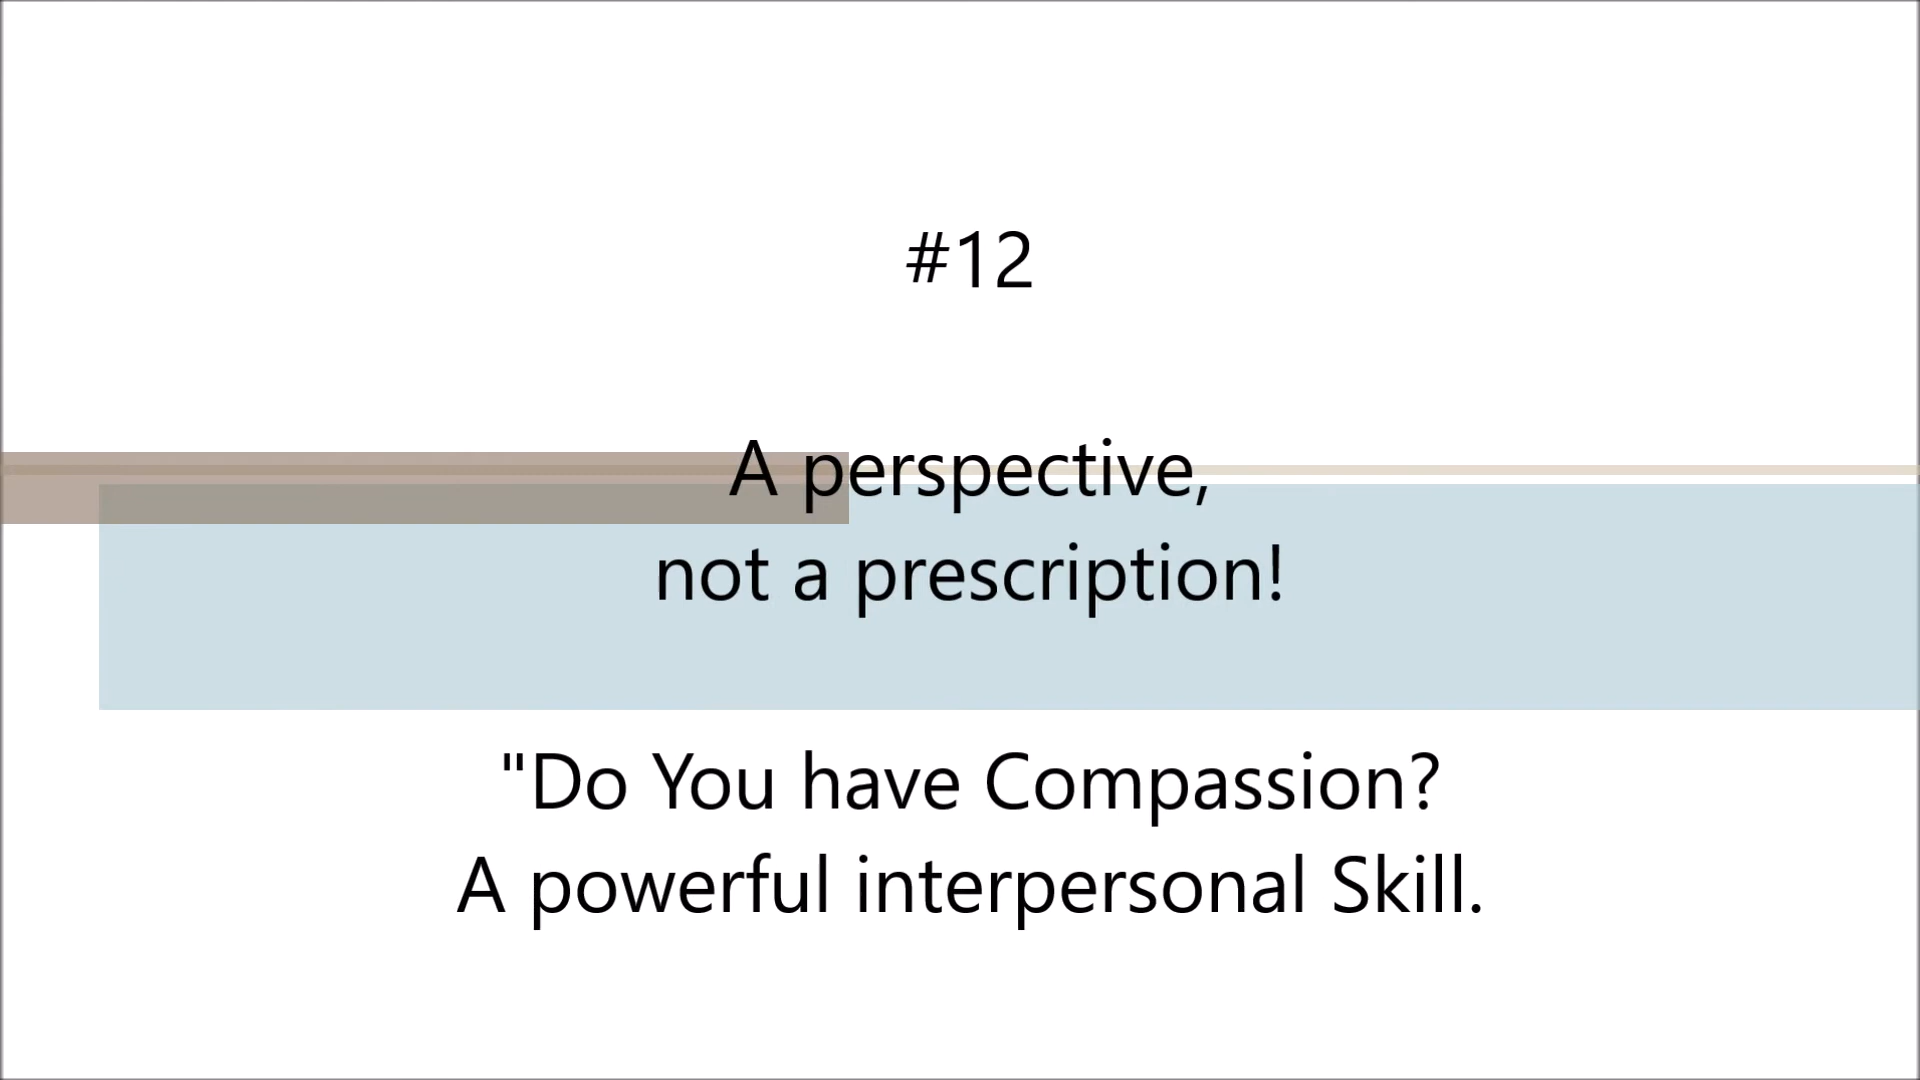 #12
A perspective,
not a prescription!
"Do You have Compassion?
A powerful interpersonal Skill.